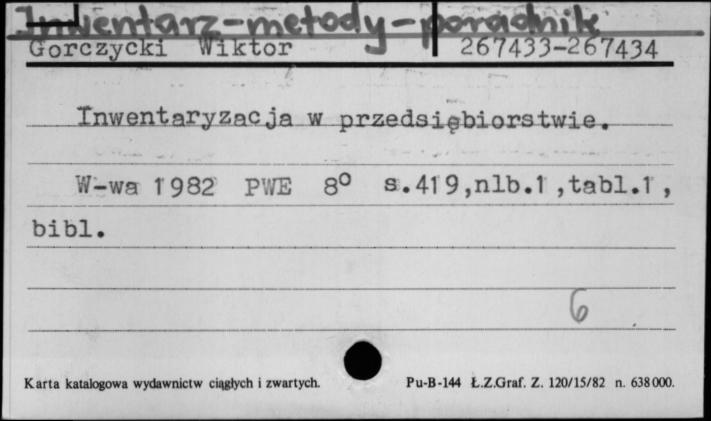 Inwentarz-metody-poradnik
Gorczycki Wiktor 267433-267434
Inwentaryzacja w przedsiębiorstwie.
W-wa 1982 PWE 8° s.419,nlb.1,tabl.1,
bibl.
6
Karta katalogowa wydawnictw ciągłych i zwartych. Pu-B-144 Ł.Z.Graf. Z. 120/15/82 n. 638000.